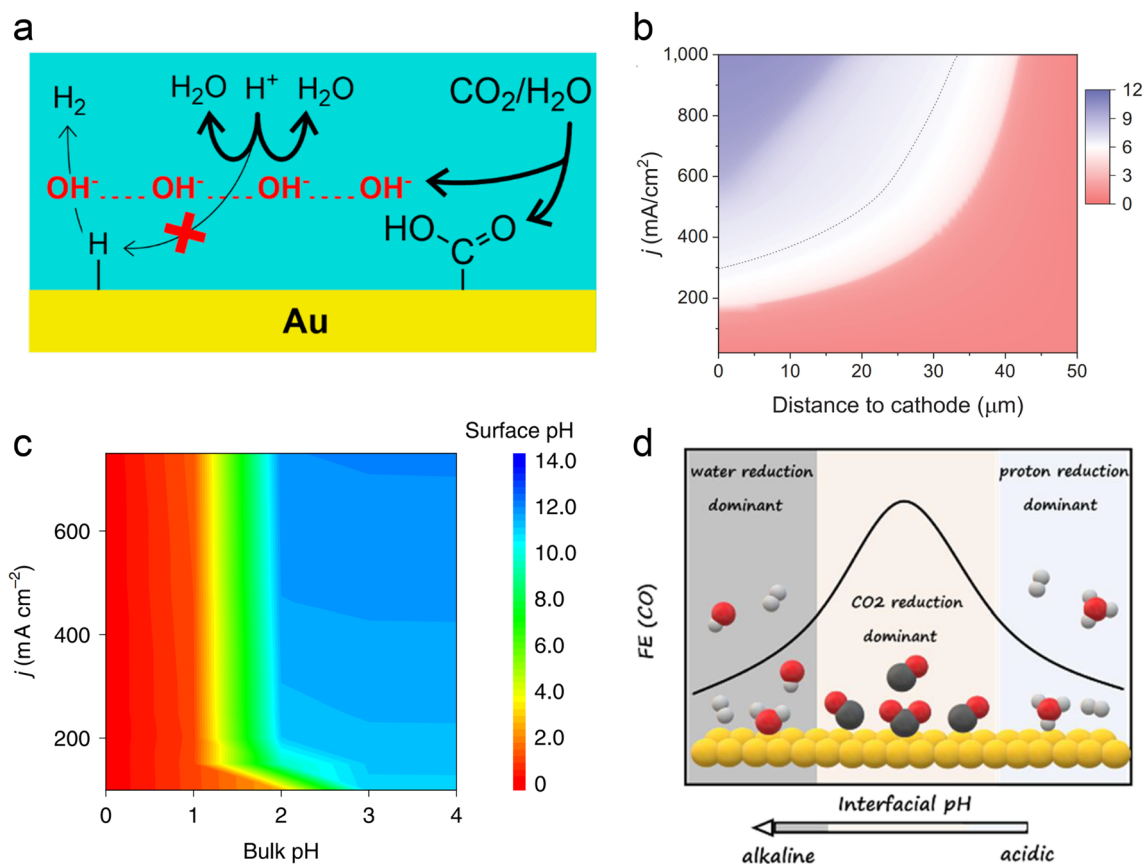 a
H₂
H₂O H⁺ H₂O
CO₂/H₂O
OH⁻ OH⁻ OH⁻ OH⁻
H
HO C O
Au
b
1,000
800
600
400
200
j (mA/cm²)
0 10 20 30 40 50
Distance to cathode (μm)
12
9
6
3
0
c
Surface pH
600
400
200
j (mA cm⁻²)
0 1 2 3 4
Bulk pH
14.0
12.0
10.0
8.0
6.0
4.0
2.0
0
d
water reduction
dominant
proton reduction
dominant
CO2 reduction
dominant
FE (CO)
Interfacial pH
alkaline acidic